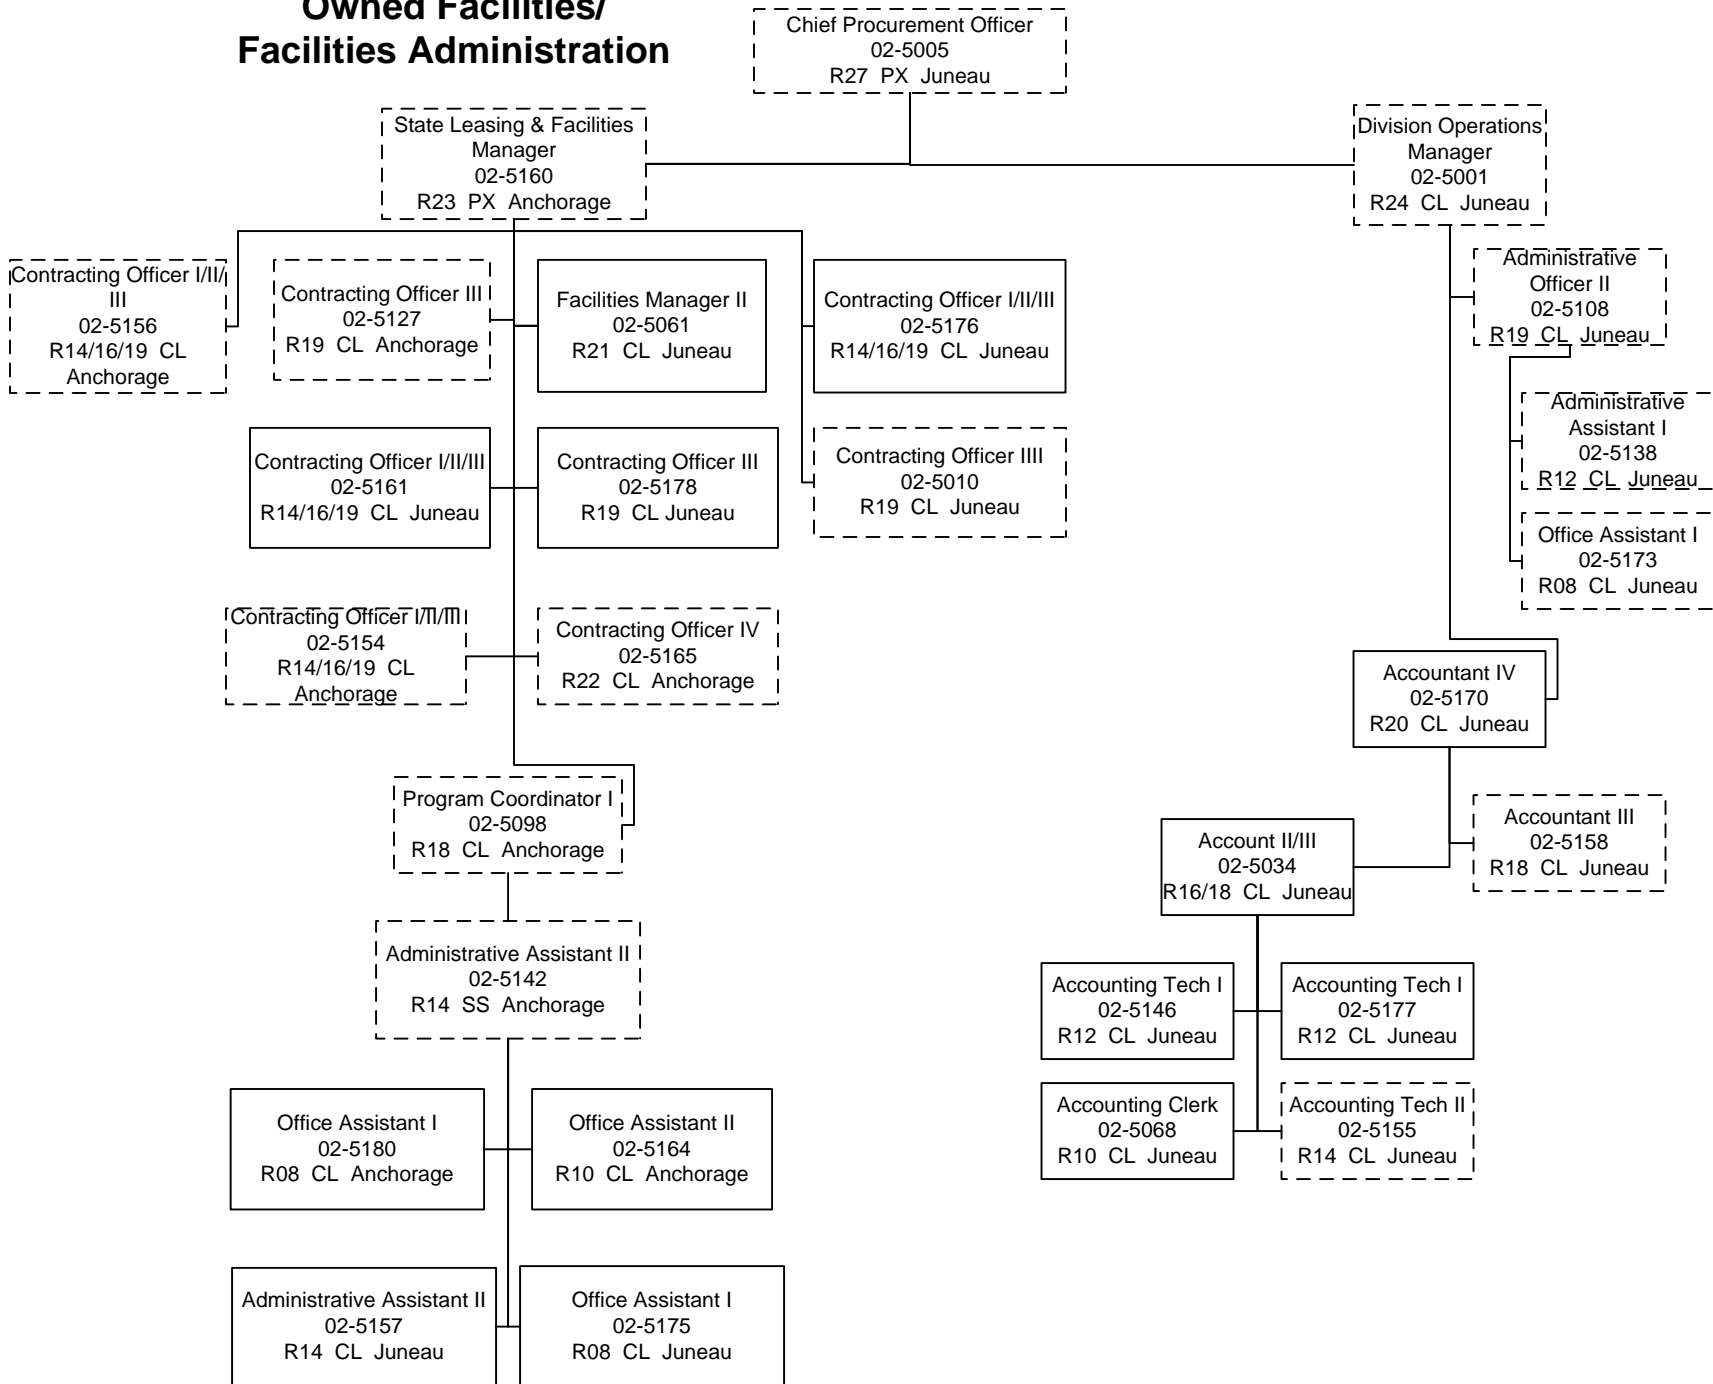 Owned Facilities/
Facilities Administration
Chief Procurement Officer
02-5005
R27 PX Juneau
State Leasing & Facilities
Manager
02-5160
R23 PX Anchorage
Division Operations
Manager
02-5001
R24 CL Juneau
Contracting Officer I/II/
III
02-5156
R14/16/19 CL
Anchorage
Contracting Officer III
02-5127
R19 CL Anchorage
Facilities Manager II
02-5061
R21 CL Juneau
Contracting Officer I/II/III
02-5176
R14/16/19 CL Juneau
Administrative
Officer II
02-5108
R19 CL Juneau
Administrative
Assistant I
02-5138
R12 CL Juneau
Office Assistant I
02-5173
R08 CL Juneau
Contracting Officer I/II/III
02-5161
R14/16/19 CL Juneau
Contracting Officer III
02-5178
R19 CL Juneau
Contracting Officer IIII
02-5010
R19 CL Juneau
Contracting Officer I/II/III
02-5154
R14/16/19 CL
Anchorage
Contracting Officer IV
02-5165
R22 CL Anchorage
Accountant IV
02-5170
R20 CL Juneau
Program Coordinator I
02-5098
R18 CL Anchorage
Account II/III
02-5034
R16/18 CL Juneau
Accountant III
02-5158
R18 CL Juneau
Administrative Assistant II
02-5142
R14 SS Anchorage
Accounting Tech I
02-5146
R12 CL Juneau
Accounting Tech I
02-5177
R12 CL Juneau
Accounting Clerk
02-5068
R10 CL Juneau
Accounting Tech II
02-5155
R14 CL Juneau
Office Assistant I
02-5180
R08 CL Anchorage
Office Assistant II
02-5164
R10 CL Anchorage
Administrative Assistant II
02-5157
R14 CL Juneau
Office Assistant I
02-5175
R08 CL Juneau